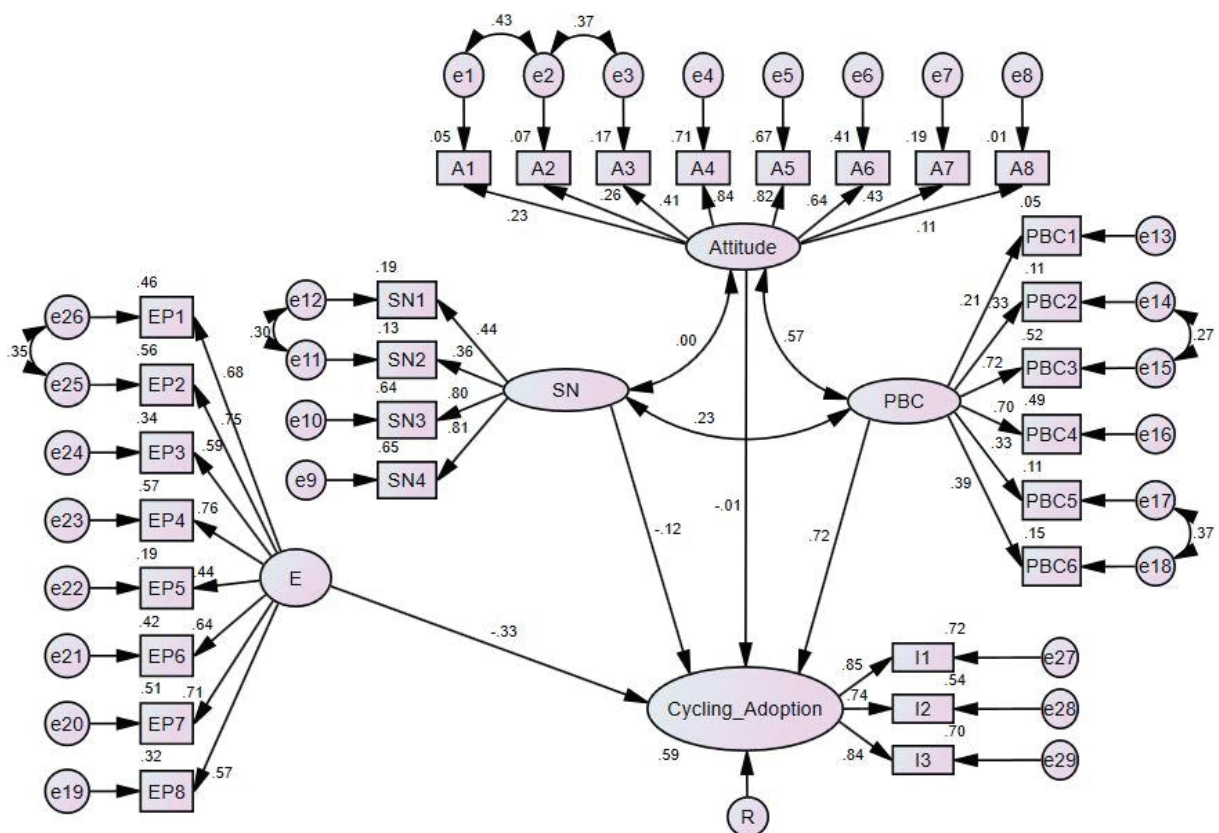 .43 .37
e1 e2 e3 e4 e5 e6 e7 e8
.05 .07 .17 .71 .67 .41 .19 .01
A1 A2 A3 A4 A5 A6 A7 A8
.23 .26 .41 .84 .82 .64 .43 .11
Attitude
.05
PBC1 e13
.11
PBC2 e14
.52
PBC3 e15
.27
.49
PBC4 e16
.11
PBC5 e17
.15
PBC6 e18
.37
.21 .33 .72 .70 .33 .39
PBC
.19
e12 SN1
.30
.13
e11 SN2
.64
e10 SN3
.65
e9 SN4
.44 .36 .80 .81
SN
.00 .57 .23
.46
e26 EP1
.35
.56
e25 EP2
.34
e24 EP3
.57
e23 EP4
.19
e22 EP5
.42
e21 EP6
.51
e20 EP7
.32
e19 EP8
.68 .75 .59 .76 .44 .64 .71 .57
E
-.33 -.12 -.01 .72
Cycling_Adoption
.59
R
.72
.85 I1 e27
.54
.74 I2 e28
.70
.84 I3 e29